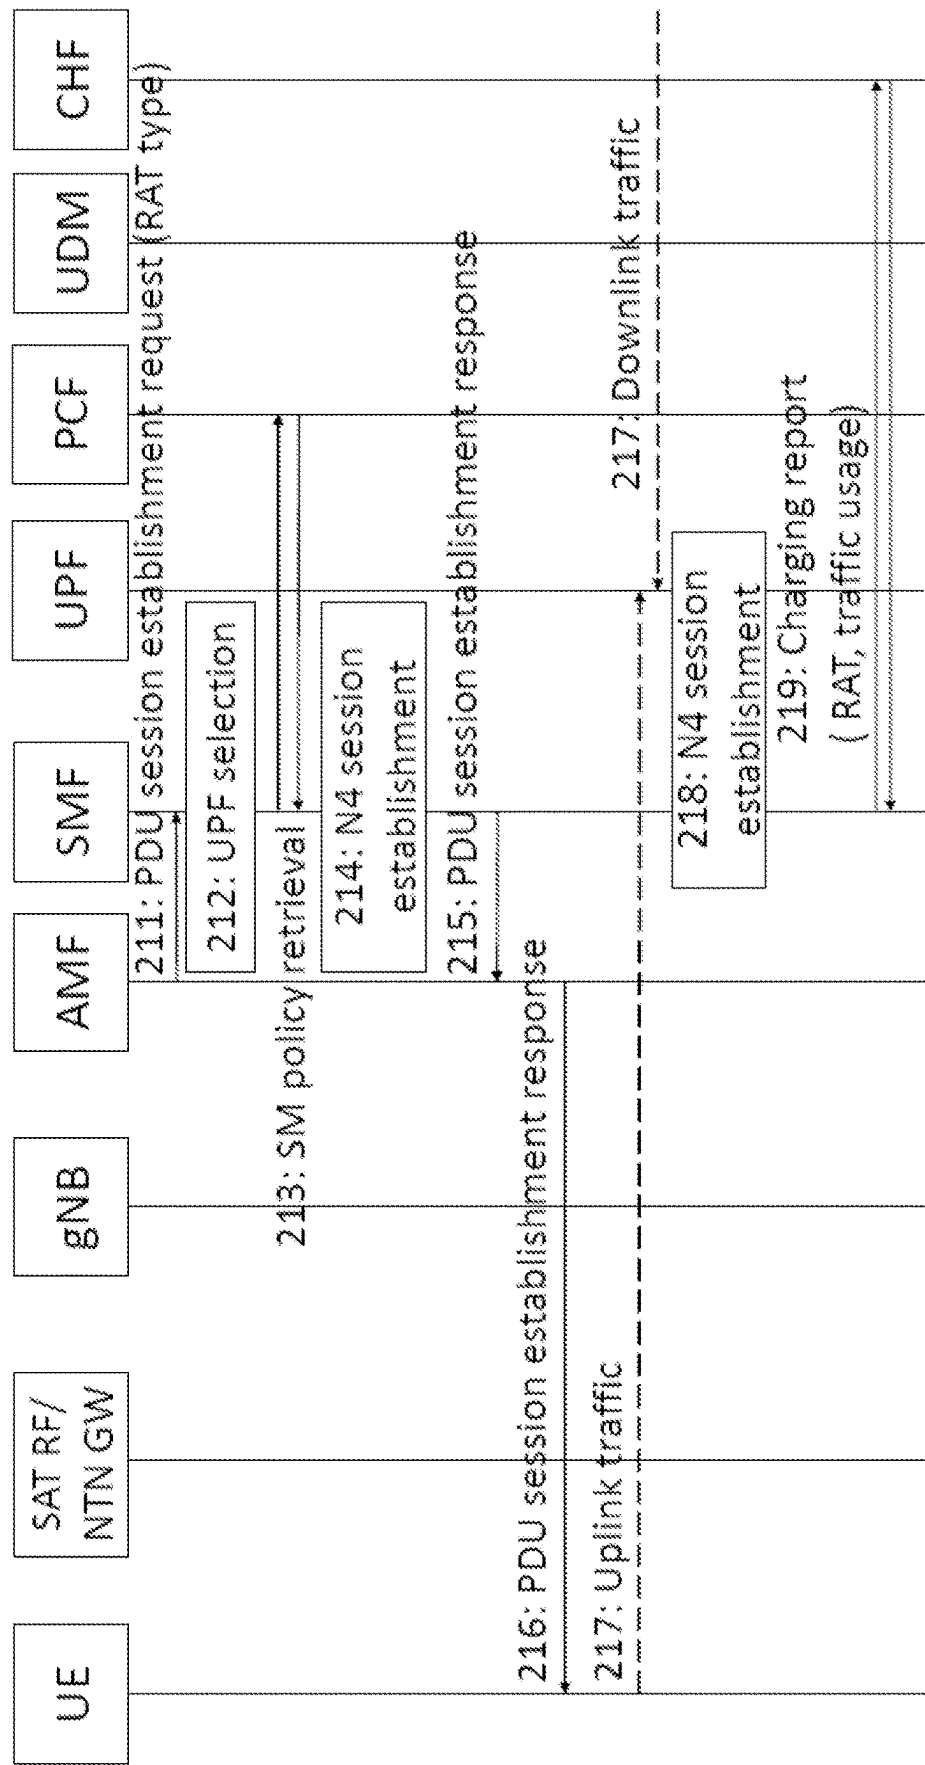 UE
SAT RF/
NTN GW
gNB
AMF
SMF
UPF
PCF
UDM
CHF
211: PDU session establishment request (RAT type)
212: UPF selection
213: SM policy retrieval
214: N4 session
establishment
215: PDU session establishment response
216: PDU session establishment response
217: Uplink traffic
217: Downlink traffic
218: N4 session
establishment
219: Charging report
( RAT, traffic usage)